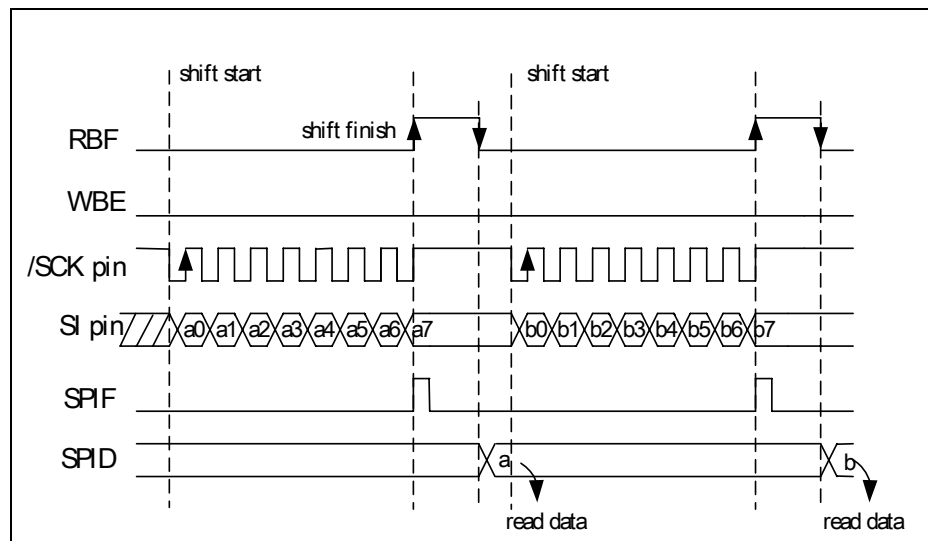 shift start shift start
RBF shift finish
WBE
/SCK pin
SI pin a0 a1 a2 a3 a4 a5 a6 a7 b0 b1 b2 b3 b4 b5 b6 b7
SPIF
SPID a b
read data read data